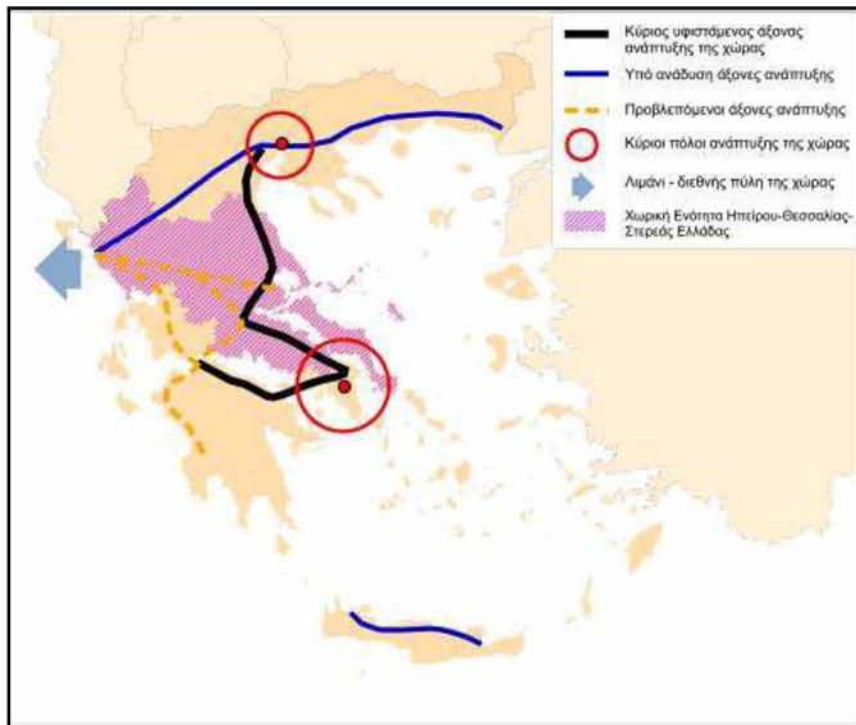 Κύριος υφιστάμενος άξονας
ανάπτυξης της χώρας
Υπό ανάδυση άξονες ανάπτυξης
Προβλεπόμενοι άξονες ανάπτυξης
Κύριοι πόλοι ανάπτυξης της χώρας
Λιμάνι - διεθνής πύλη της χώρας
Χωρική Ενότητα Ηπείρου-Θεσσαλίας-
Στερεάς Ελλάδας